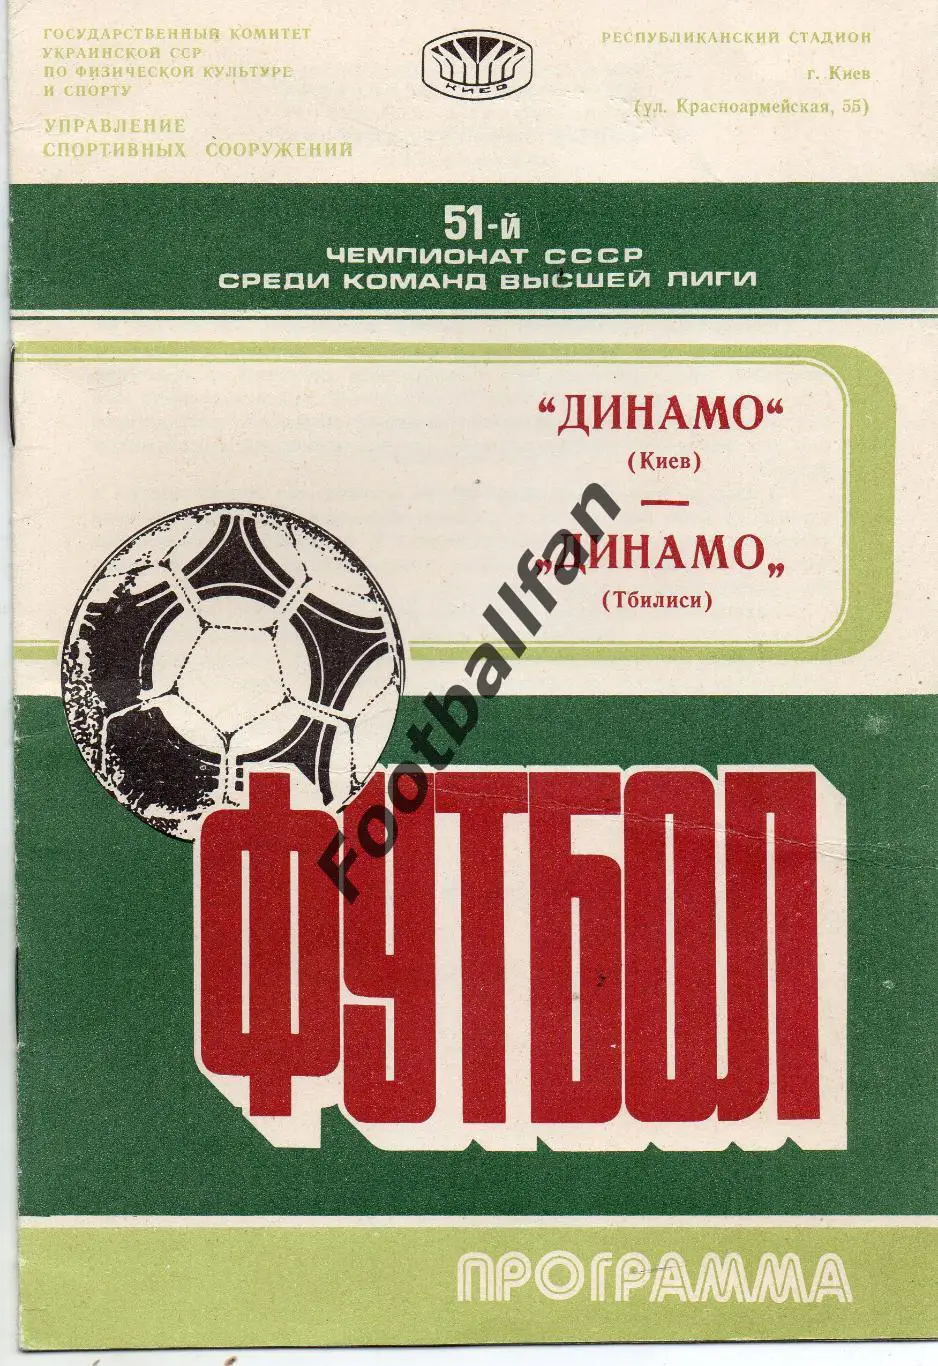 ГОСУДАРСТВЕННЫЙ КОМИТЕТ
УКРАИНСКОЙ ССР
ПО ФИЗИЧЕСКОЙ КУЛЬТУРЕ
И СПОРТУ
УПРАВЛЕНИЕ
СПОРТИВНЫХ СООРУЖЕНИЙ
КИЕВ
РЕСПУБЛИКАНСКИЙ СТАДИОН
г. Киев
(ул. Красноармейская, 55)
51-й
ЧЕМПИОНАТ СССР
СРЕДИ КОМАНД ВЫСШЕЙ ЛИГИ
“ДИНАМО“
(Киев)
—
„ДИНАМО„
(Тбилиси)
Footballfan
ФУТБОЛ
ПРОГРАММА